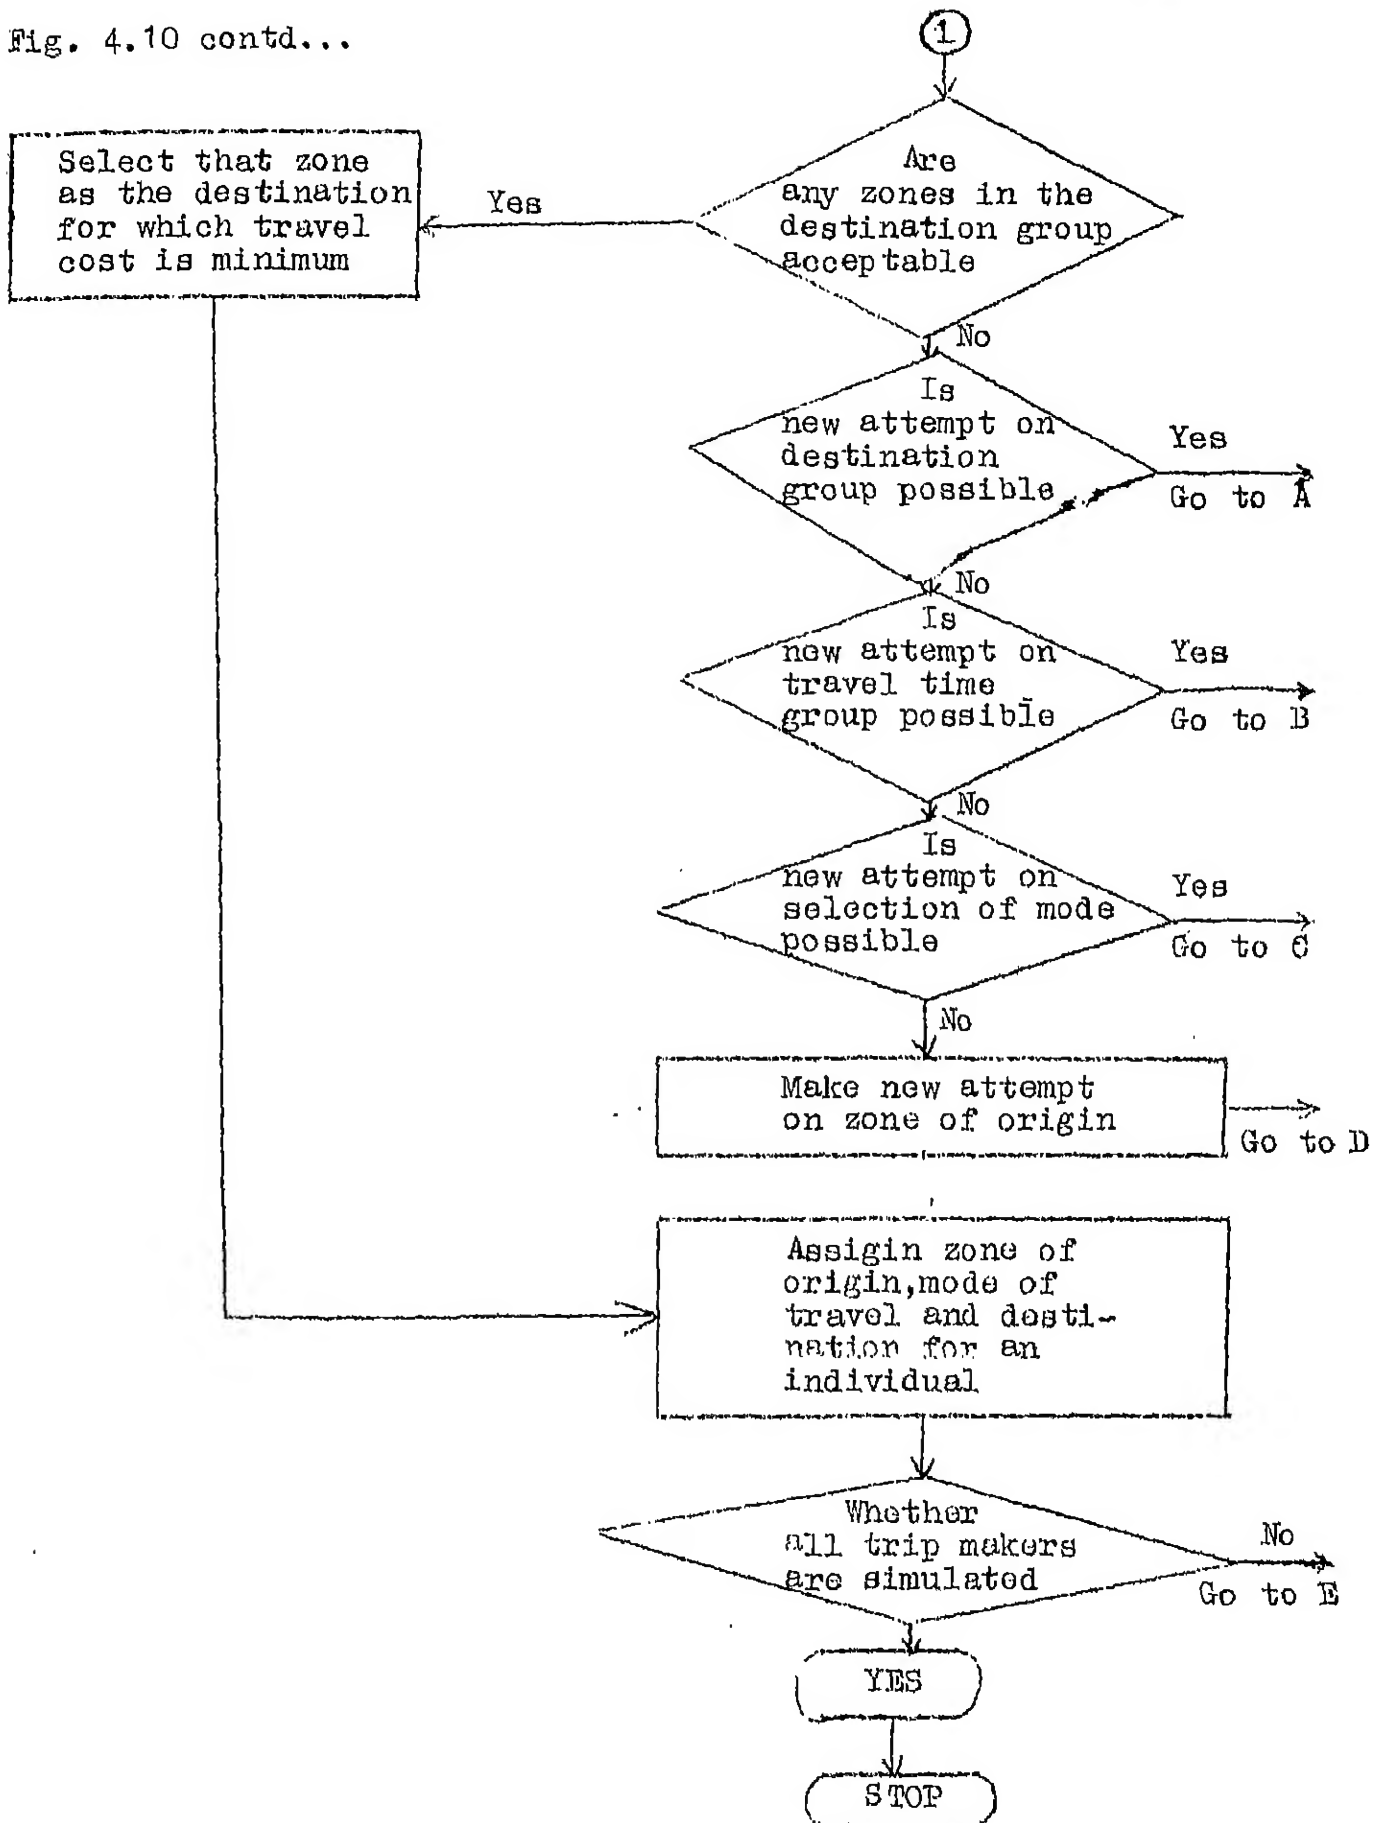 Fig. 4.10 contd...
1
Are
any zones in the
destination group
acceptable
Yes
Select that zone
as the destination
for which travel
cost is minimum
No
Is
new attempt on
destination
group possible
Yes
Go to A
No
Is
new attempt on
travel time
group possible
Yes
Go to B
No
Is
new attempt on
selection of mode
possible
Yes
Go to C
No
Make new attempt
on zone of origin
Go to D
Assigin zone of
origin,mode of
travel and desti-
nation for an
individual
Whether
all trip makers
are simulated
No
Go to E
YES
STOP